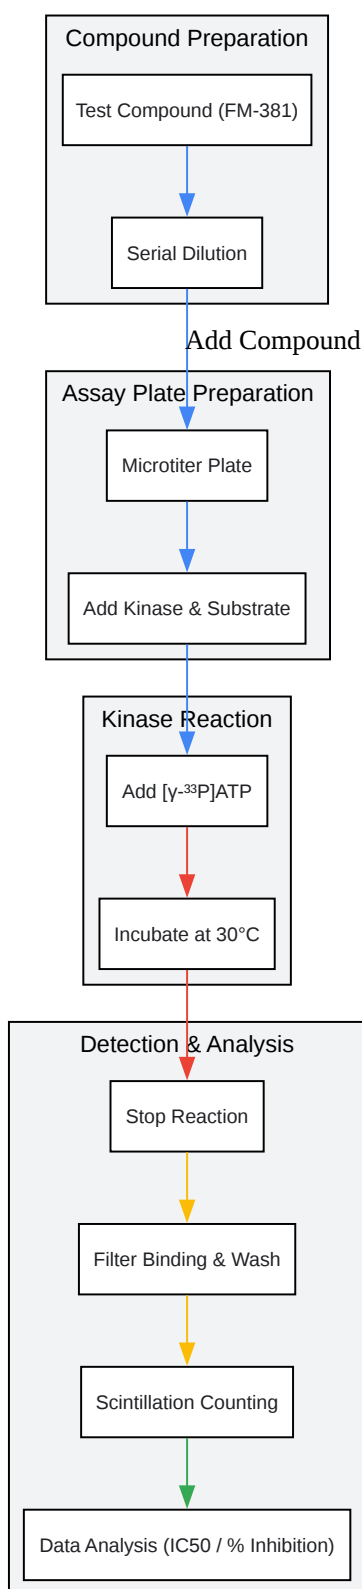 Compound Preparation
Test Compound (FM-381)
Serial Dilution
Add Compound
Assay Plate Preparation
Microtiter Plate
Add Kinase & Substrate
Kinase Reaction
Add [γ-³³P]ATP
Incubate at 30°C
Detection & Analysis
Stop Reaction
Filter Binding & Wash
Scintillation Counting
Data Analysis (IC50 / % Inhibition)